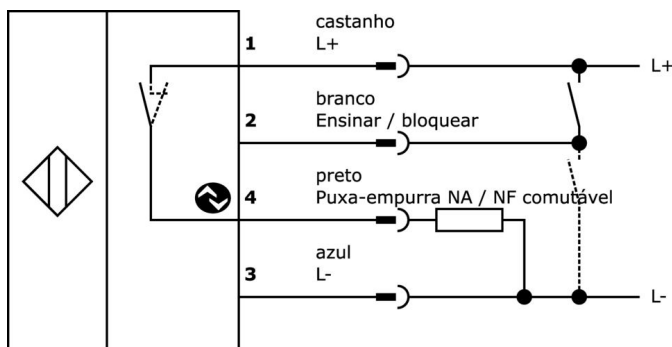 castanho
1 L+ L+
branco
2 Ensinar / bloquear
preto
4 Puxa-empurra NA / NF comutável
azul
3 L- L-